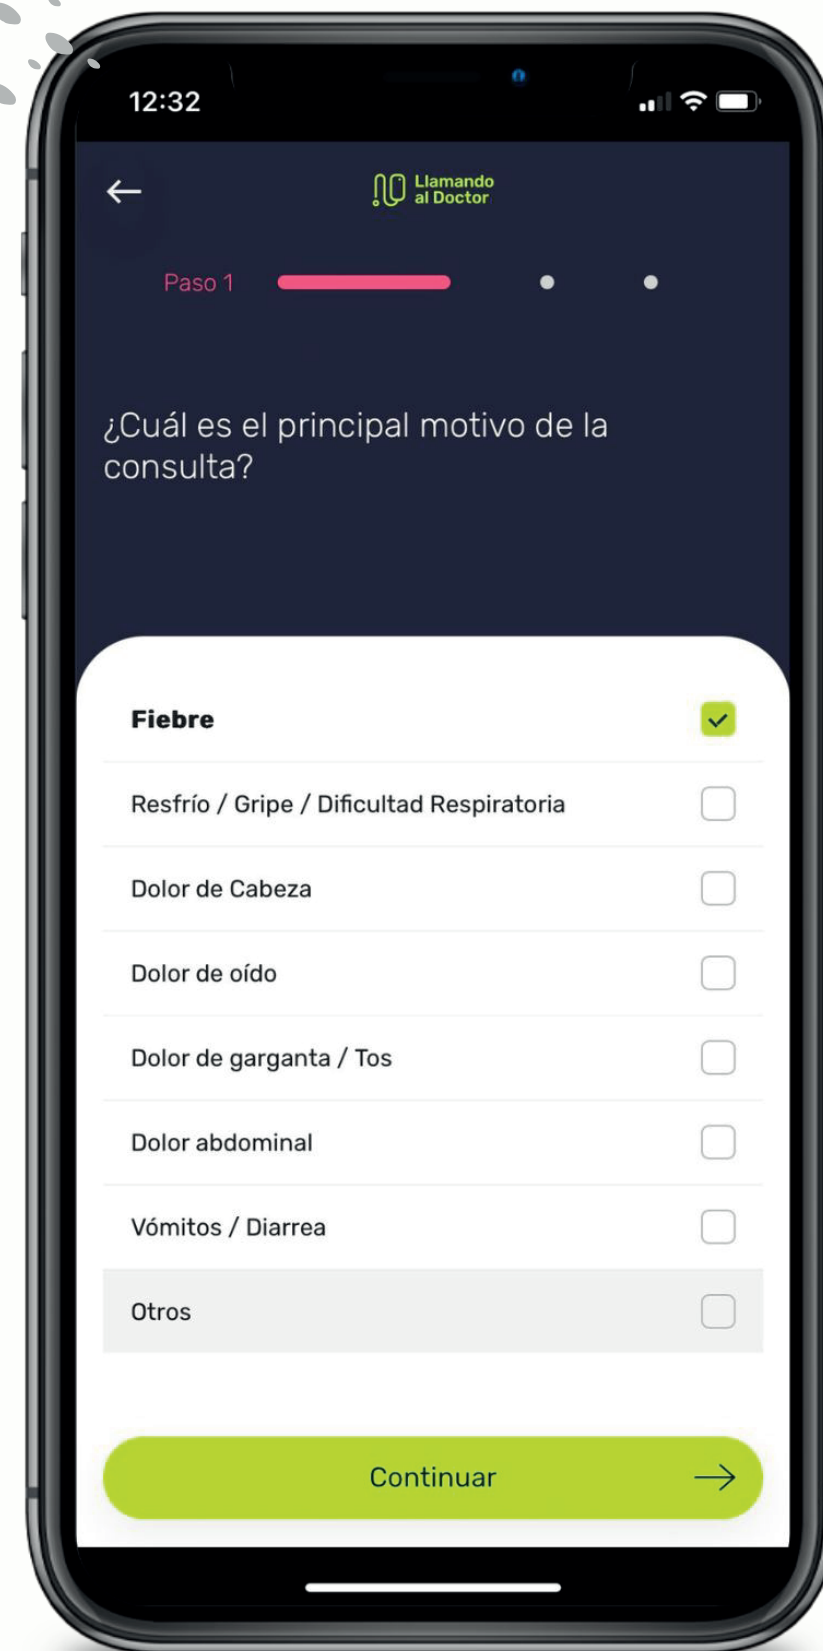 12:32
Llamando
al Doctor
Paso 1
¿Cuál es el principal motivo de la
consulta?
Fiebre
Resfrío / Gripe / Dificultad Respiratoria
Dolor de Cabeza
Dolor de oído
Dolor de garganta / Tos
Dolor abdominal
Vómitos / Diarrea
Otros
Continuar